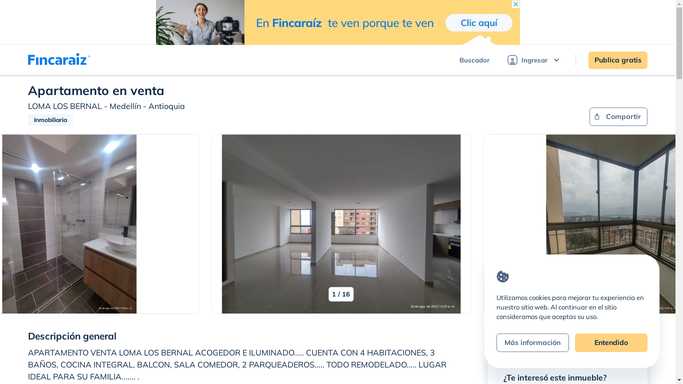 En Fincaraíz te ven porque te ven
Clic aquí
Fincaraiz
Buscador
Ingresar
Publica gratis
Apartamento en venta
LOMA LOS BERNAL - Medellín - Antioquia
Inmobiliaria
Compartir
1 / 16
Utilizamos cookies para mejorar tu experiencia en
nuestro sitio web. Al continuar en el sitio
consideramos que aceptas su uso.
Más información
Entendido
Descripción general
APARTAMENTO VENTA LOMA LOS BERNAL ACOGEDOR E ILUMINADO..... CUENTA CON 4 HABITACIONES, 3
BAÑOS, COCINA INTEGRAL, BALCON, SALA COMEDOR, 2 PARQUEADEROS..... TODO REMODELADO..... LUGAR
IDEAL PARA SU FAMILIA....... .
¿Te interesó este inmueble?